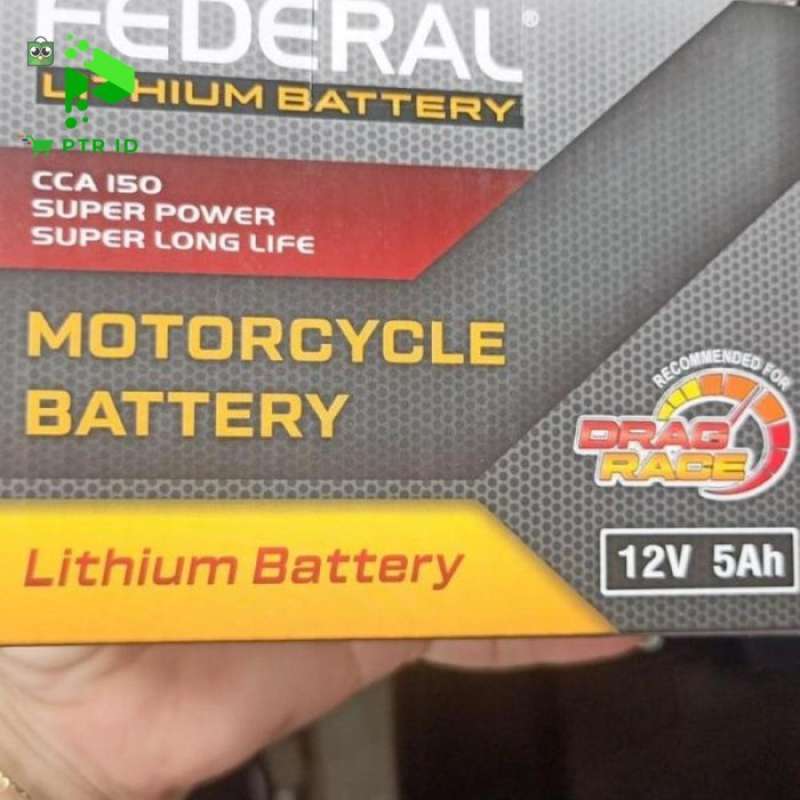 FEDERAL®
LITHIUM BATTERY
PTR ID
CCA 150
SUPER POWER
SUPER LONG LIFE
MOTORCYCLE
BATTERY
RECOMMENDED FOR
DRAG
RACE
Lithium Battery
12V 5Ah